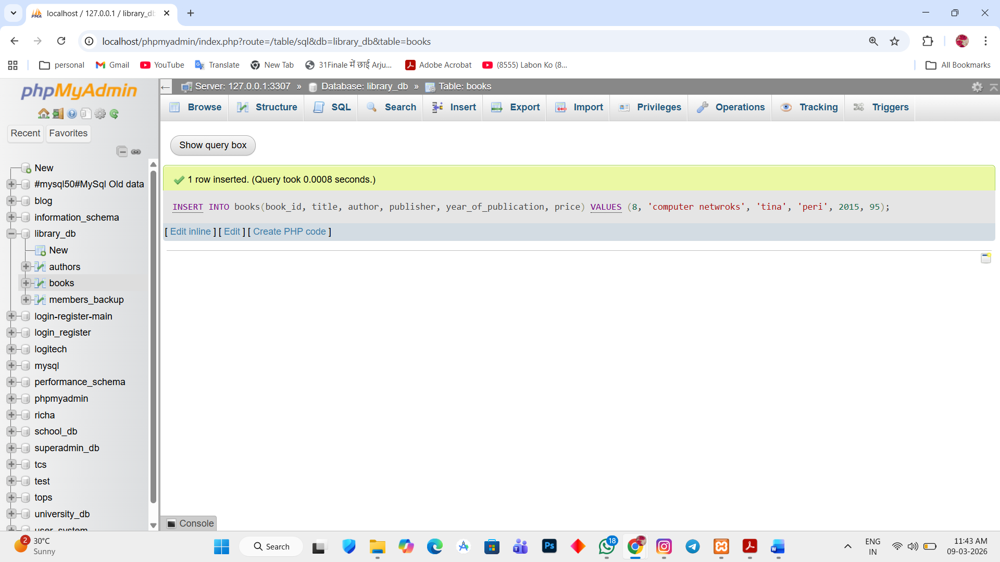 localhost / 127.0.0.1 / library_db
localhost/phpmyadmin/index.php?route=/table/sql&db=library_db&table=books
personal
Gmail
YouTube
Translate
New Tab
31Finale में छाई Arju...
Adobe Acrobat
(8555) Labon Ko (8...
All Bookmarks
phpMyAdmin
Server: 127.0.0.1:3307 » Database: library_db » Table: books
Browse
Structure
SQL
Search
Insert
Export
Import
Privileges
Operations
Tracking
Triggers
Recent
Favorites
Show query box
1 row inserted. (Query took 0.0008 seconds.)
INSERT INTO books(book_id, title, author, publisher, year_of_publication, price) VALUES (8, 'computer netwroks', 'tina', 'peri', 2015, 95);
[ Edit inline ] [ Edit ] [ Create PHP code ]
New
#mysql50#MySql Old data
blog
information_schema
library_db
New
authors
books
members_backup
login-register-main
login_register
logitech
mysql
performance_schema
phpmyadmin
richa
school_db
superadmin_db
tcs
test
tops
university_db
user_system
Console
2
30°C
Sunny
Search
Ps
18
W
ENG
IN
11:43 AM
09-03-2026